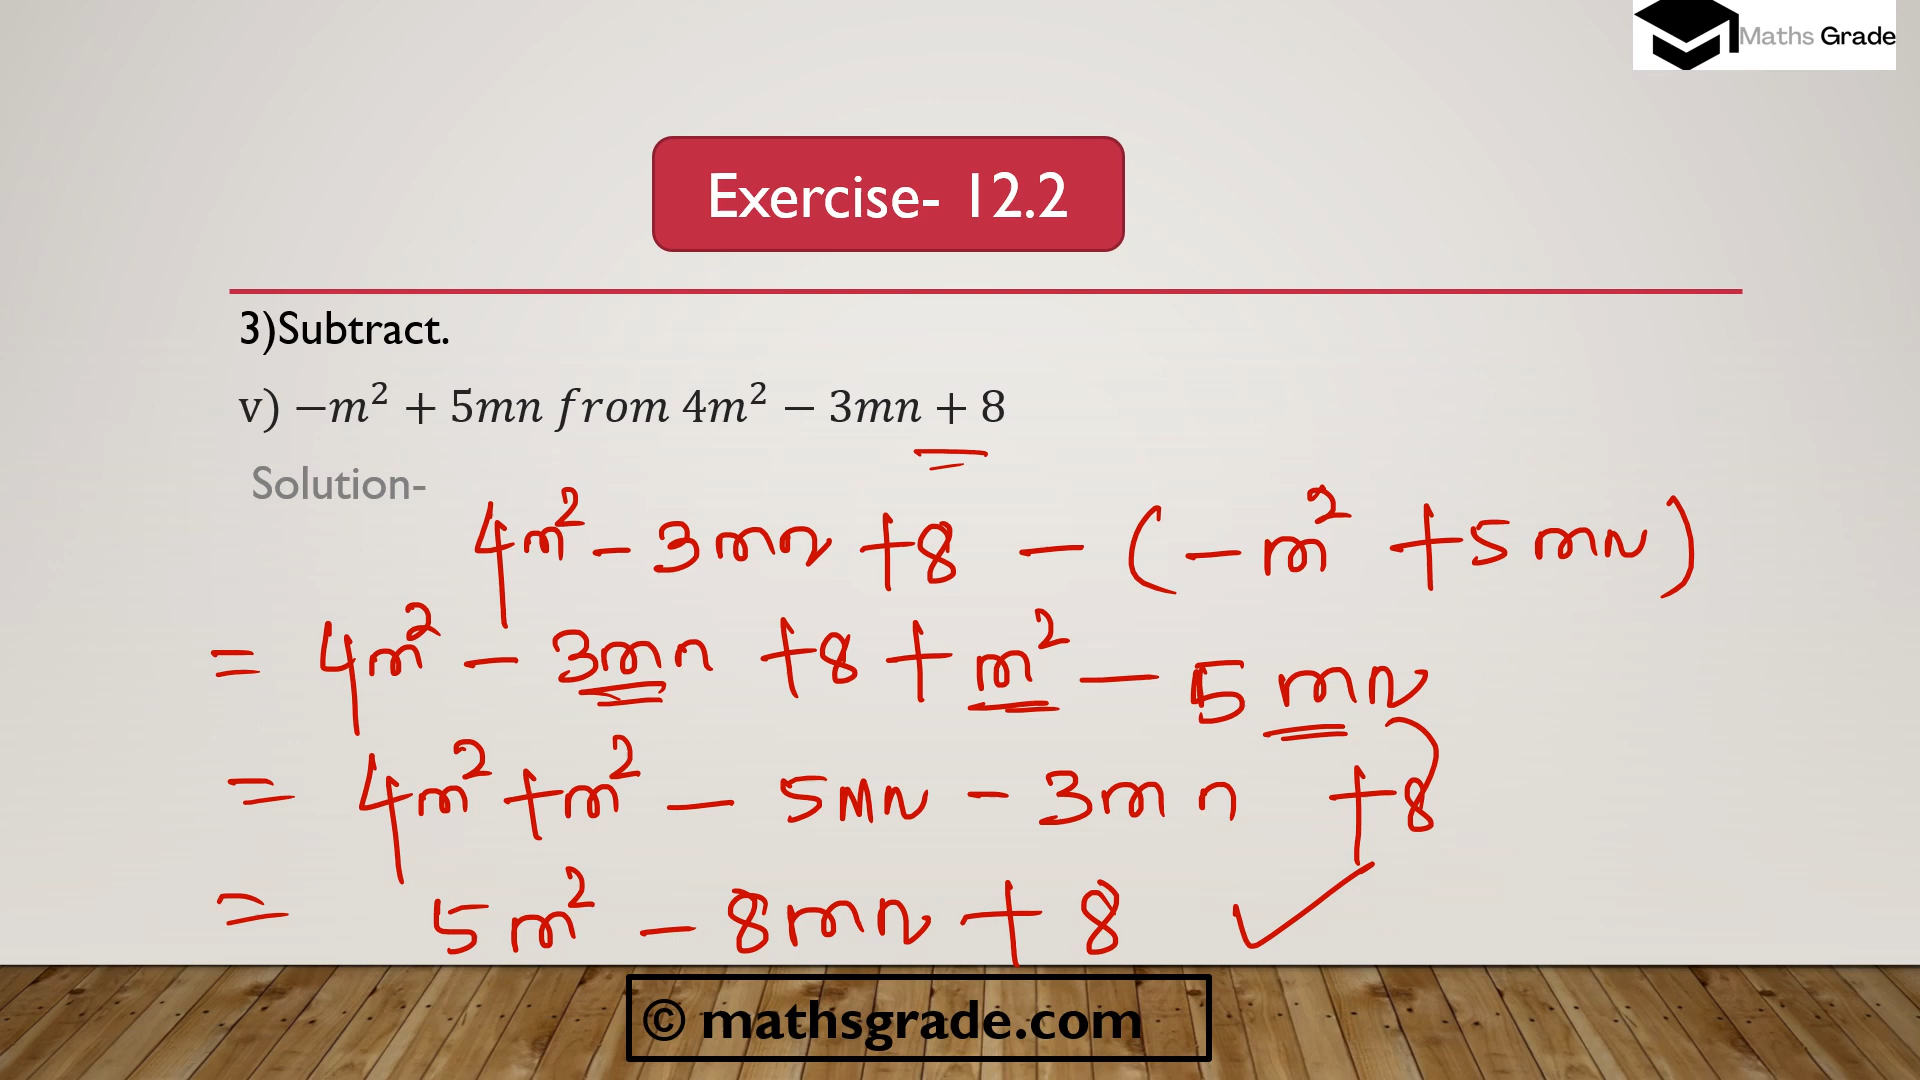 Maths Grade
Exercise- 12.2
3)Subtract.
v) −m² + 5mn from 4m² − 3mn + 8
Solution-
4m² − 3mn + 8 − (−m² + 5mn)
= 4m² − 3mn + 8 + m² − 5mn
= 4m² + m² − 5mn − 3mn + 8
= 5m² − 8mn + 8 ✓
© mathsgrade.com